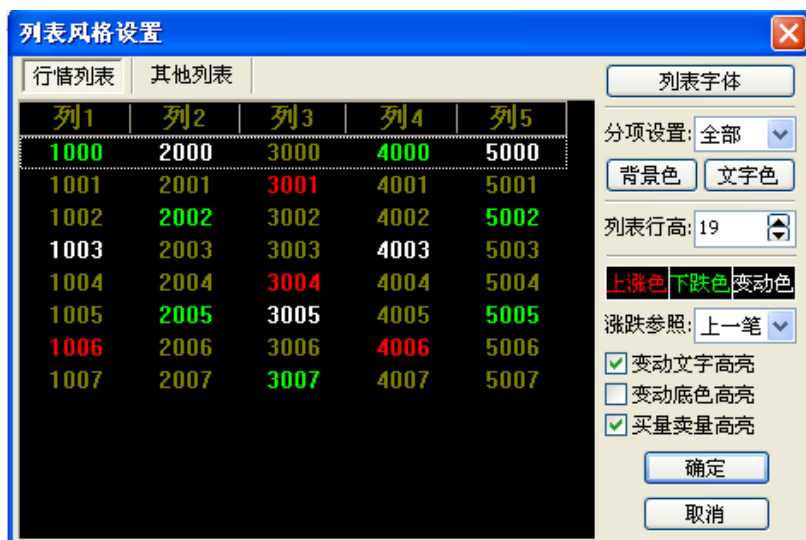 列表风格设置
行情列表 其他列表
列1 列2 列3 列4 列5
1000 2000 3000 4000 5000
1001 2001 3001 4001 5001
1002 2002 3002 4002 5002
1003 2003 3003 4003 5003
1004 2004 3004 4004 5004
1005 2005 3005 4005 5005
1006 2006 3006 4006 5006
1007 2007 3007 4007 5007
列表字体
分项设置: 全部
背景色 文字色
列表行高: 19
上涨色 下跌色 变动色
涨跌参照: 上一笔
变动文字高亮
变动底色高亮
买量卖量高亮
确定
取消